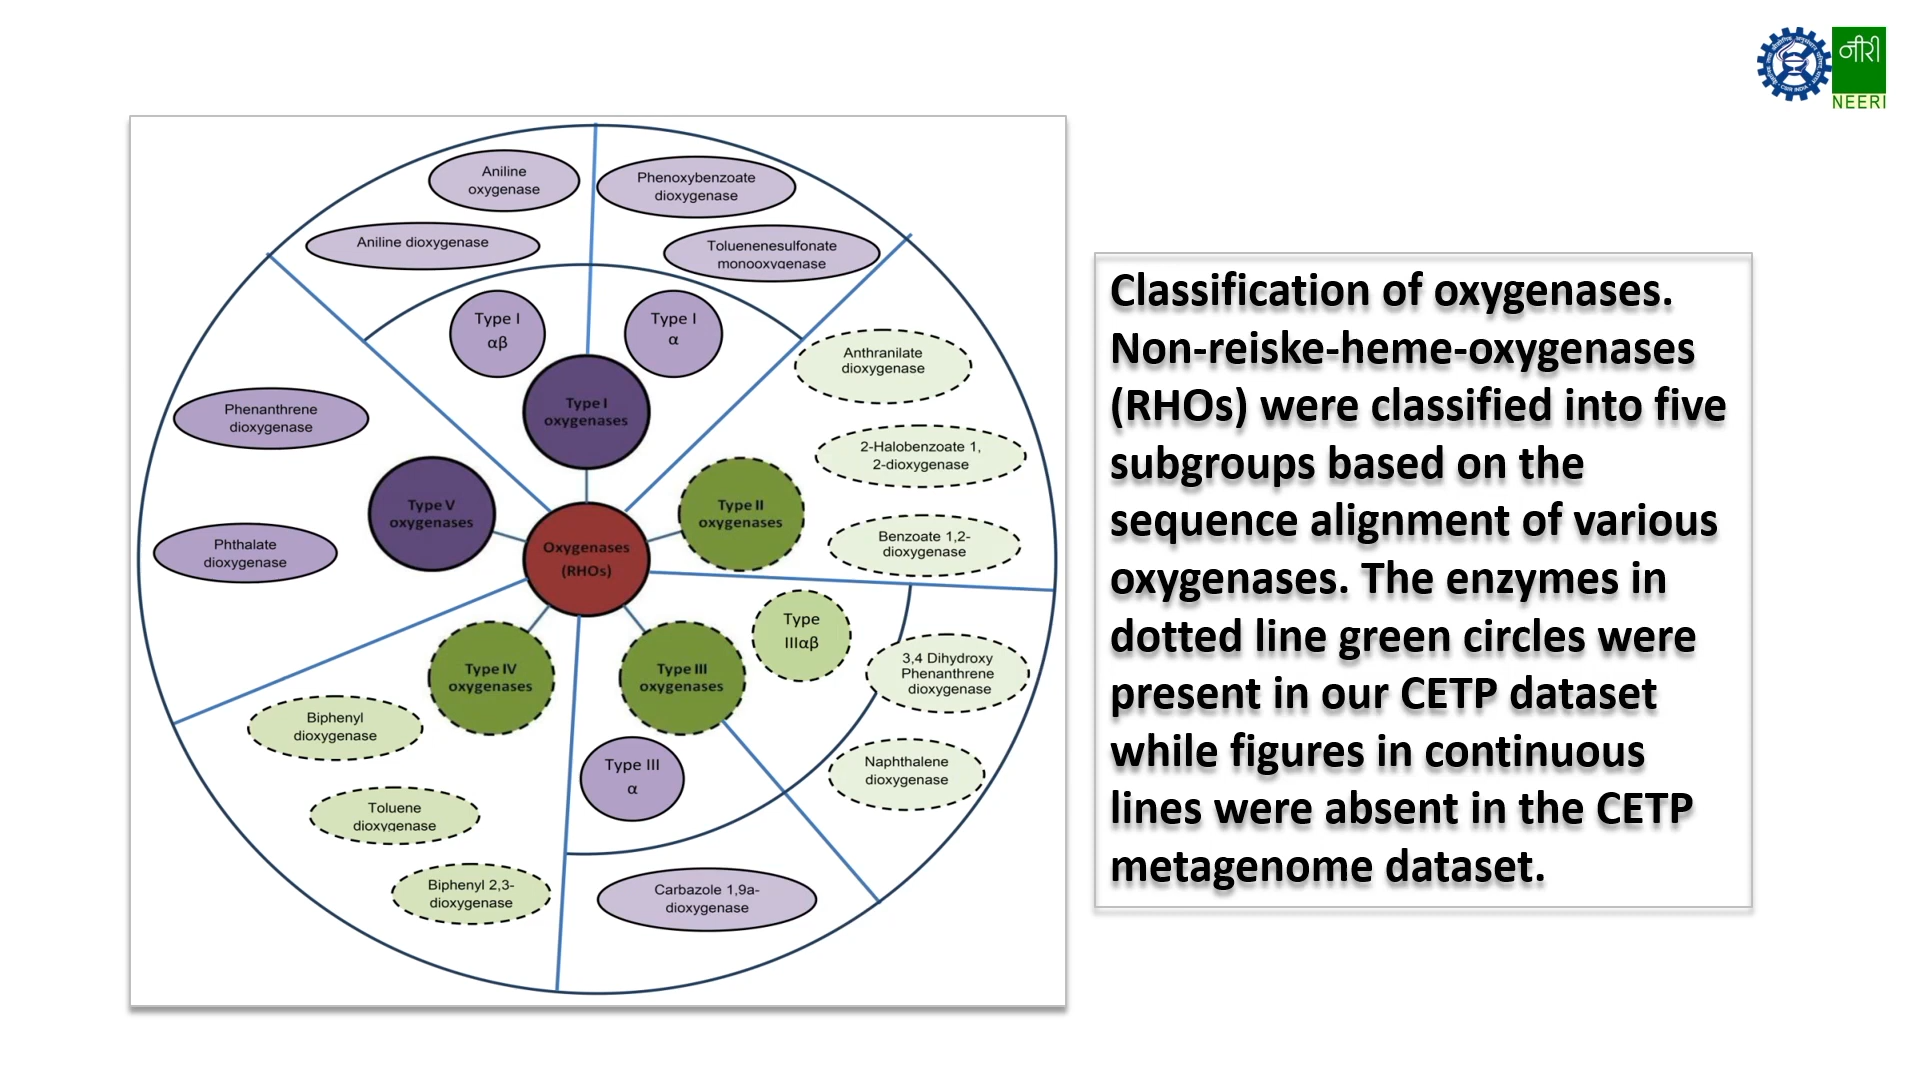 नीरी
NEERI
Aniline
oxygenase
Phenoxybenzoate
dioxygenase
Aniline dioxygenase
Toluenenesulfonate
monooxygenase
Type I
αβ
Type I
α
Type I
oxygenases
Anthranilate
dioxygenase
2-Halobenzoate 1,
2-dioxygenase
Benzoate 1,2-
dioxygenase
Type II
oxygenases
Phenanthrene
dioxygenase
Type V
oxygenases
Phthalate
dioxygenase
Oxygenases
(RHOs)
Type
IIIαβ
3,4 Dihydroxy
Phenanthrene
dioxygenase
Type IV
oxygenases
Type III
oxygenases
Biphenyl
dioxygenase
Naphthalene
dioxygenase
Type III
α
Toluene
dioxygenase
Biphenyl 2,3-
dioxygenase
Carbazole 1,9a-
dioxygenase
Classification of oxygenases.
Non-reiske-heme-oxygenases
(RHOs) were classified into five
subgroups based on the
sequence alignment of various
oxygenases. The enzymes in
dotted line green circles were
present in our CETP dataset
while figures in continuous
lines were absent in the CETP
metagenome dataset.